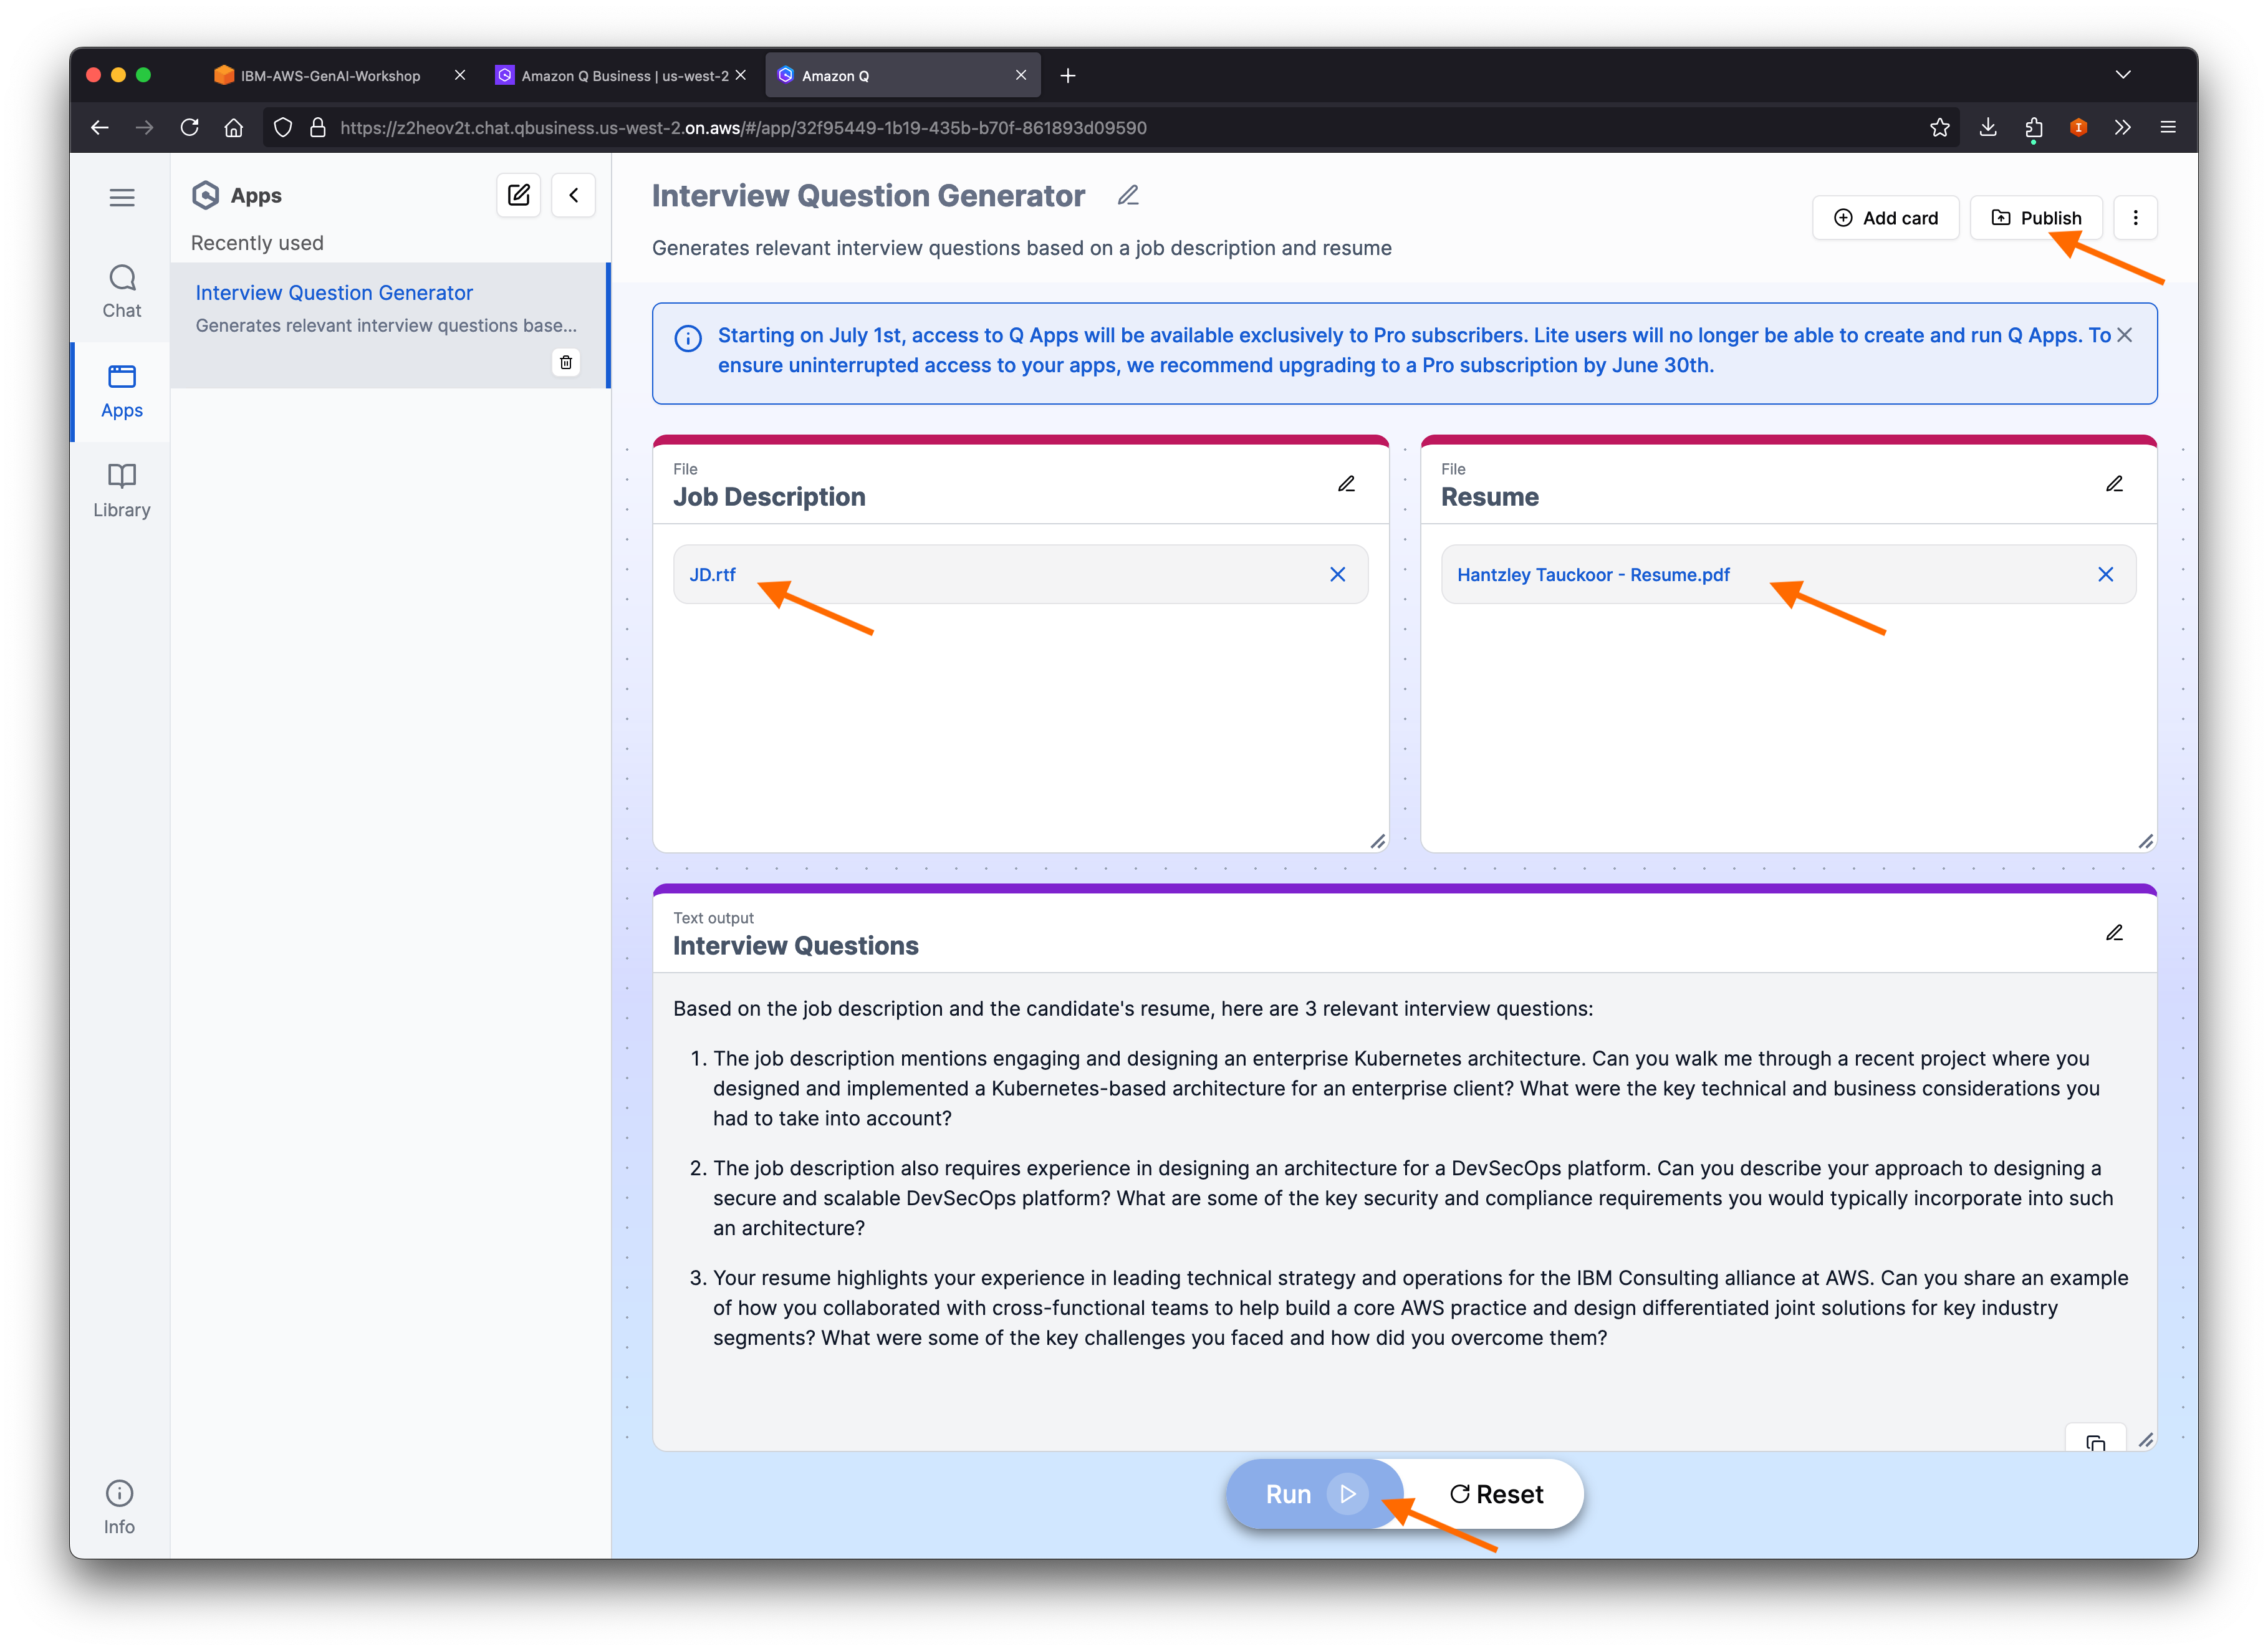 IBM-AWS-GenAI-Workshop
Amazon Q Business | us-west-2
Amazon Q
https://z2heov2t.chat.qbusiness.us-west-2.on.aws/#/app/32f95449-1b19-435b-b70f-861893d09590
Chat
Apps
Library
Info
Apps
Recently used
Interview Question Generator
Generates relevant interview questions base...
Interview Question Generator
Generates relevant interview questions based on a job description and resume
Add card
Publish
Starting on July 1st, access to Q Apps will be available exclusively to Pro subscribers. Lite users will no longer be able to create and run Q Apps. To
ensure uninterrupted access to your apps, we recommend upgrading to a Pro subscription by June 30th.
File
Job Description
JD.rtf
File
Resume
Hantzley Tauckoor - Resume.pdf
Text output
Interview Questions
Based on the job description and the candidate's resume, here are 3 relevant interview questions:
1. The job description mentions engaging and designing an enterprise Kubernetes architecture. Can you walk me through a recent project where you
designed and implemented a Kubernetes-based architecture for an enterprise client? What were the key technical and business considerations you
had to take into account?
2. The job description also requires experience in designing an architecture for a DevSecOps platform. Can you describe your approach to designing a
secure and scalable DevSecOps platform? What are some of the key security and compliance requirements you would typically incorporate into such
an architecture?
3. Your resume highlights your experience in leading technical strategy and operations for the IBM Consulting alliance at AWS. Can you share an example
of how you collaborated with cross-functional teams to help build a core AWS practice and design differentiated joint solutions for key industry
segments? What were some of the key challenges you faced and how did you overcome them?
Run
Reset